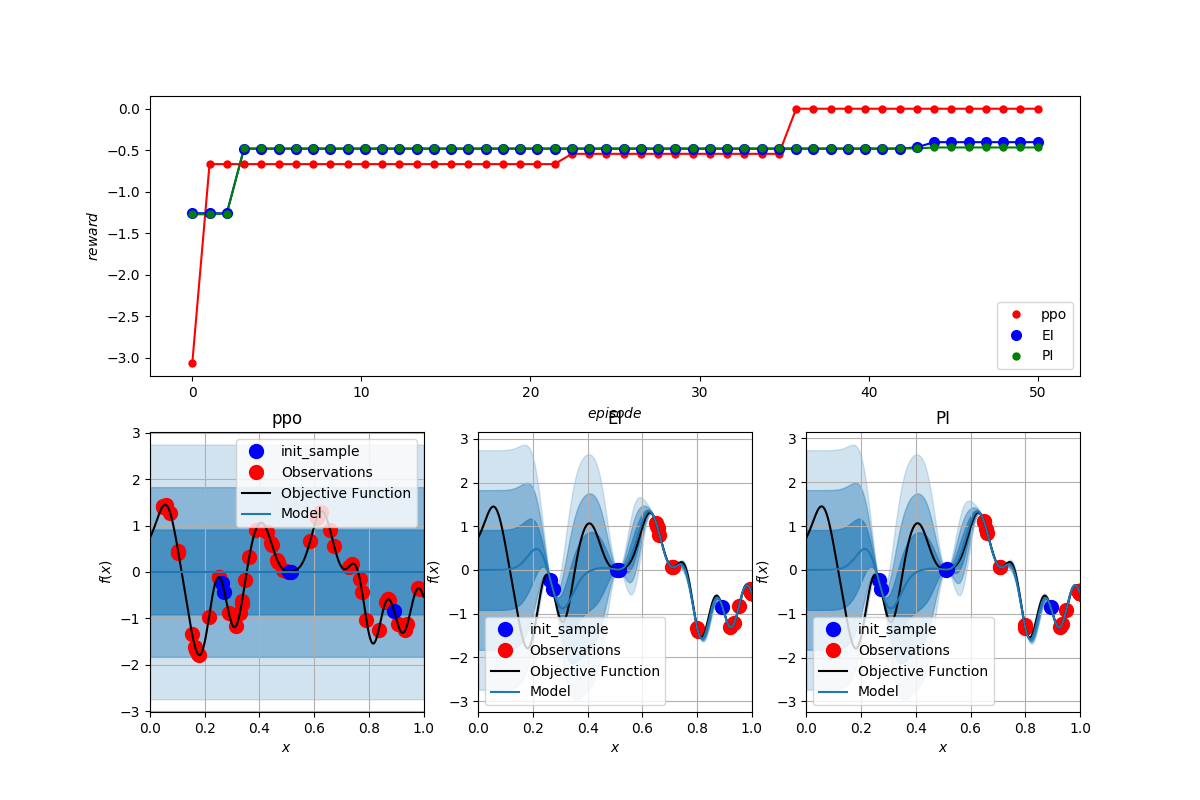 0.0
−0.5
−1.0
−1.5
−2.0
−2.5
−3.0
reward
ppo
EI
PI
0 10 20 30 40 50
episode
ppo EI PI
3
2
1
0
−1
−2
−3
f(x)
init_sample
Observations
Objective Function
Model
0.0 0.2 0.4 0.6 0.8 1.0
x
3
2
1
0
−1
−2
−3
f(x)
init_sample
Observations
Objective Function
Model
0.0 0.2 0.4 0.6 0.8 1.0
x
3
2
1
0
−1
−2
−3
f(x)
init_sample
Observations
Objective Function
Model
0.0 0.2 0.4 0.6 0.8 1.0
x